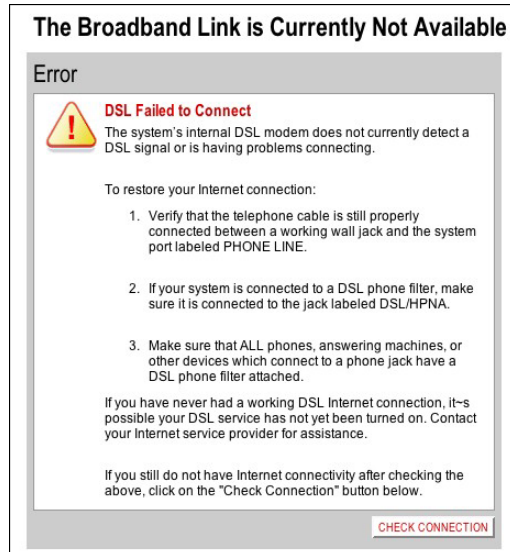 The Broadband Link is Currently Not Available
Error
!
DSL Failed to Connect
The system's internal DSL modem does not currently detect a
DSL signal or is having problems connecting.
To restore your Internet connection:
1. Verify that the telephone cable is still properly
connected between a working wall jack and the system
port labeled PHONE LINE.
2. If your system is connected to a DSL phone filter, make
sure it is connected to the jack labeled DSL/HPNA.
3. Make sure that ALL phones, answering machines, or
other devices which connect to a phone jack have a
DSL phone filter attached.
If you have never had a working DSL Internet connection, it~s
possible your DSL service has not yet been turned on. Contact
your Internet service provider for assistance.
If you still do not have Internet connectivity after checking the
above, click on the "Check Connection" button below.
CHECK CONNECTION